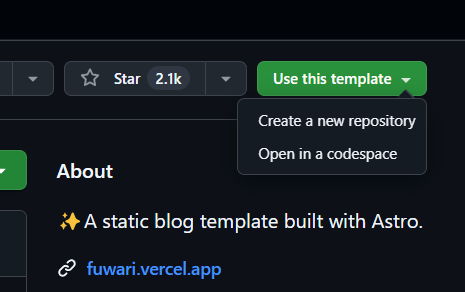 Star 2.1k
Use this template
Create a new repository
Open in a codespace
About
✨A static blog template built with Astro.
fuwari.vercel.app